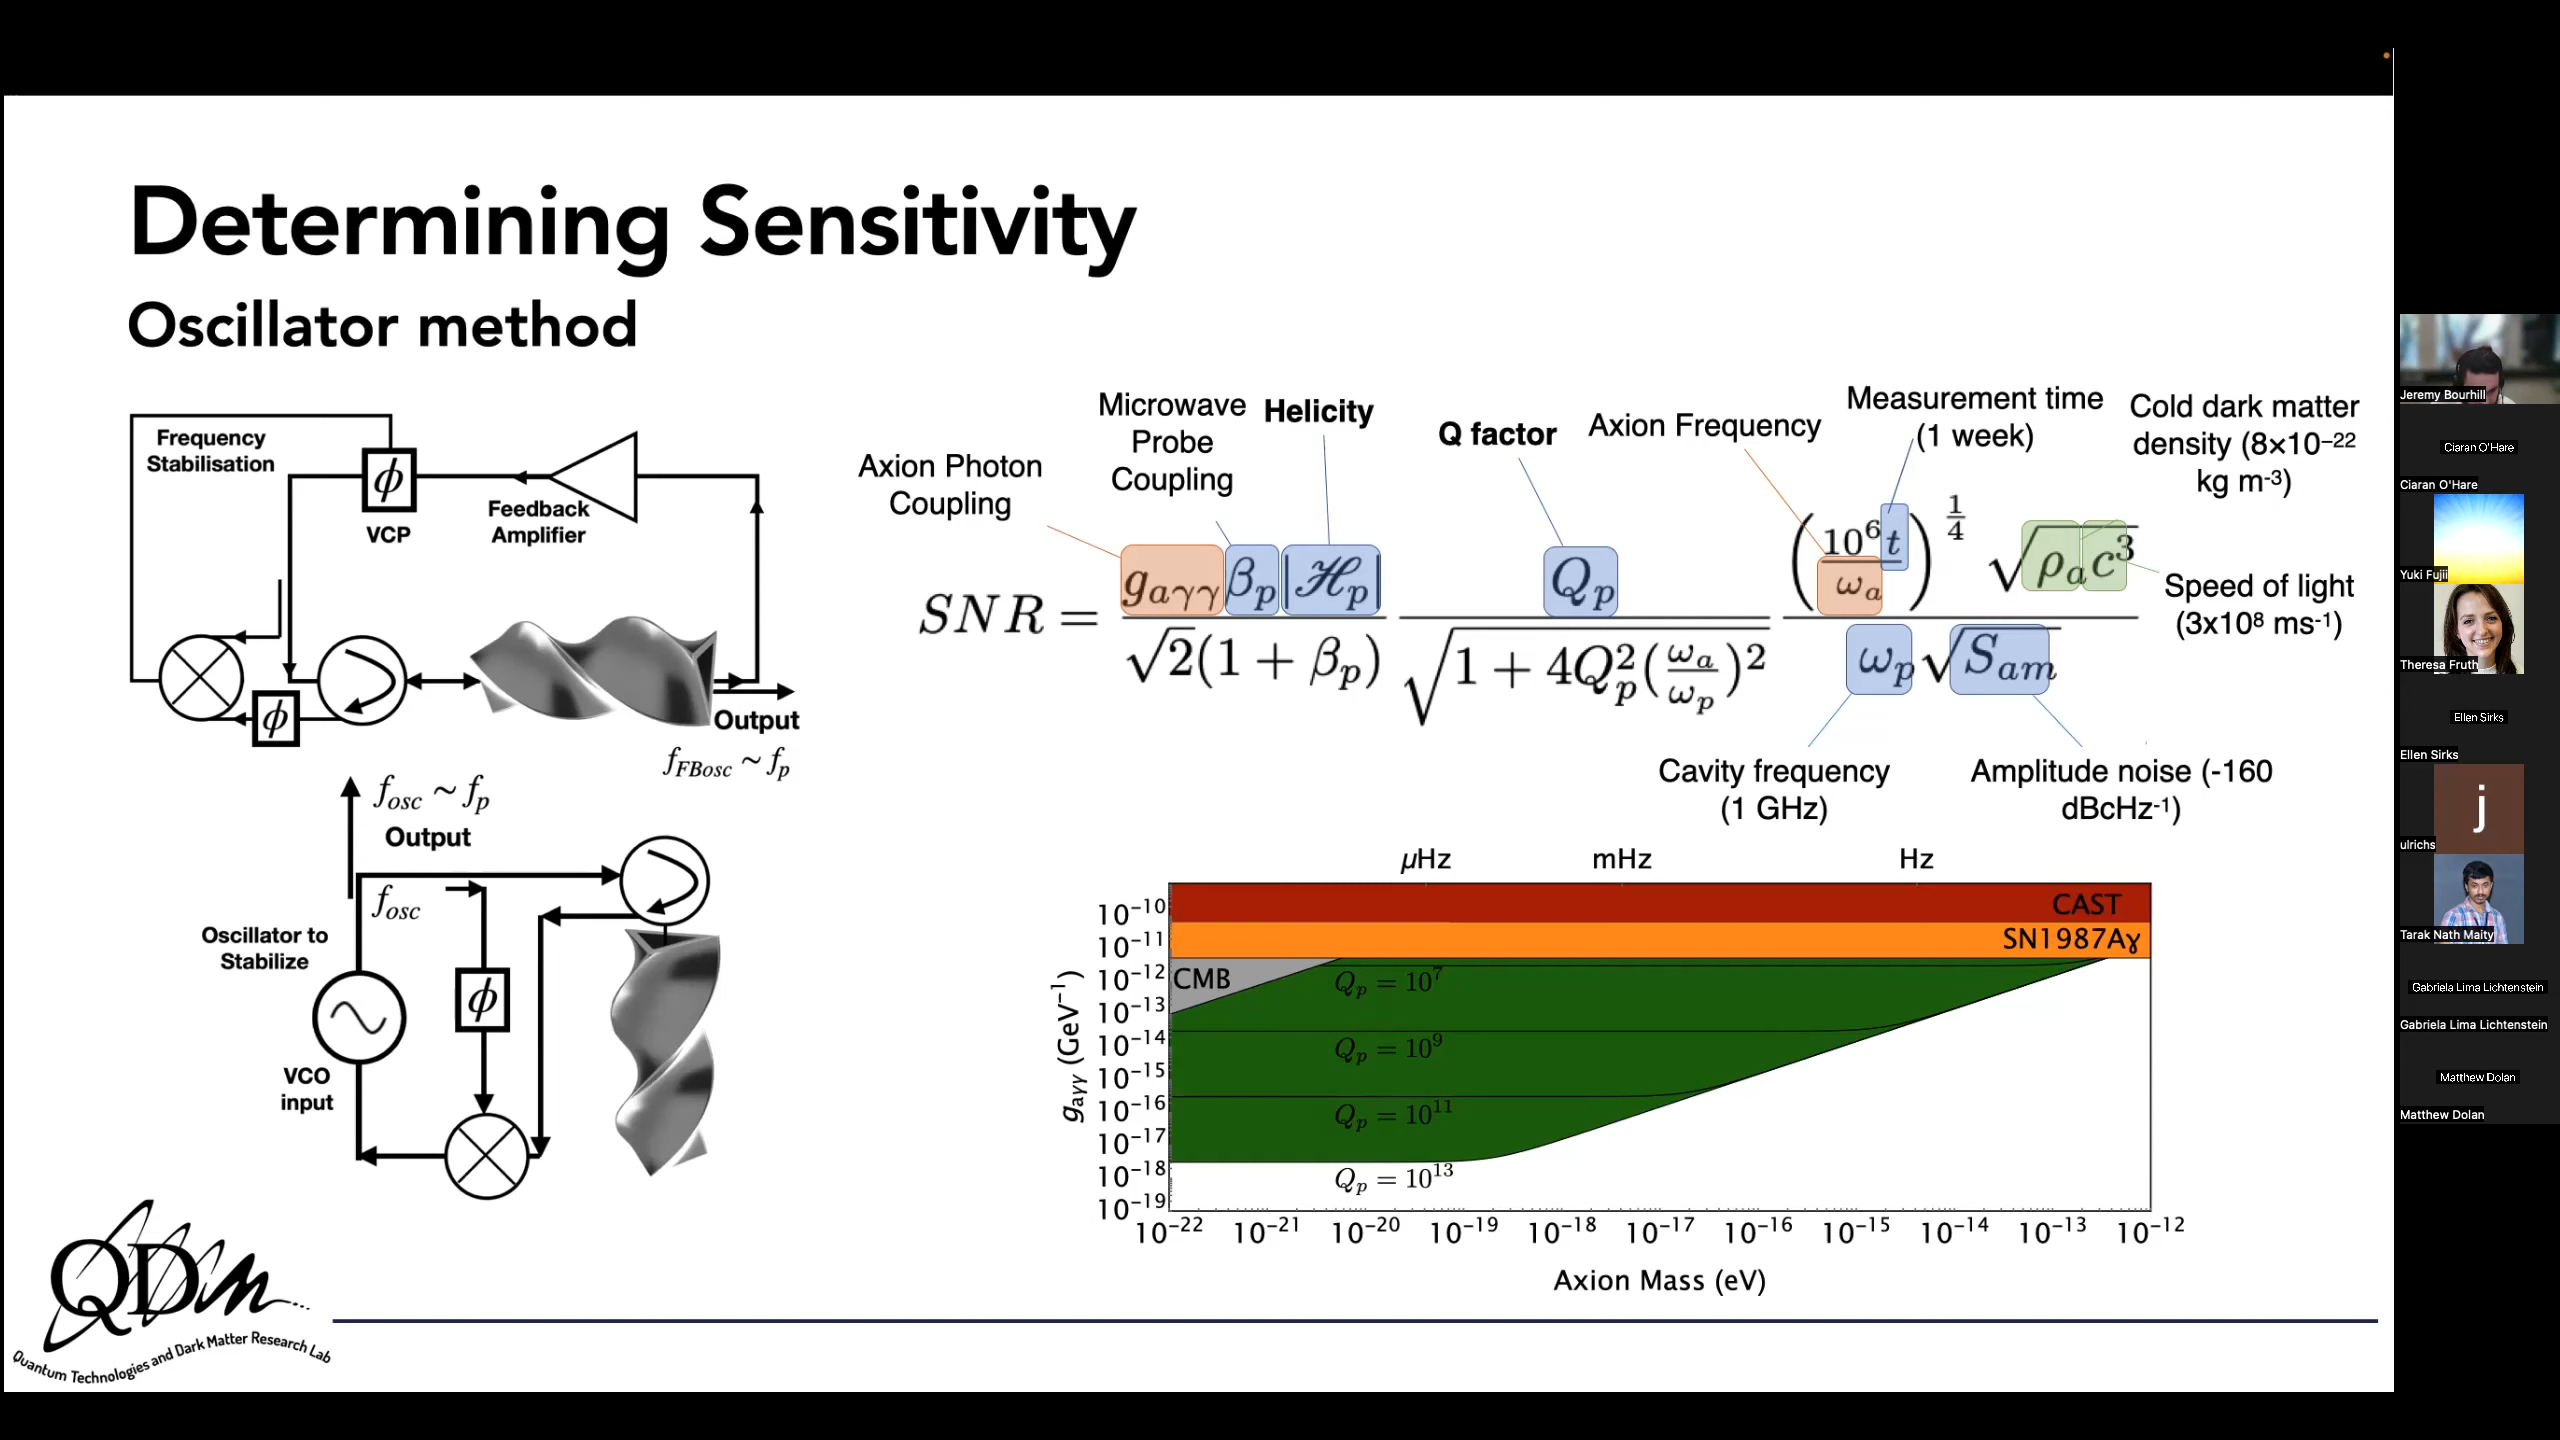 Determining Sensitivity
Oscillator method
Frequency
Stabilisation
ϕ
VCP
Feedback
Amplifier
ϕ
Output
f_FBosc ~ f_p
f_osc ~ f_p
Output
f_osc
Oscillator to
Stabilize
ϕ
VCO
input
Axion Photon
Coupling
Microwave
Probe
Coupling
Helicity
Q factor
Axion Frequency
Measurement time
(1 week)
Cold dark matter
density (8×10⁻²²
kg m⁻³)
Speed of light
(3x10⁸ ms⁻¹)
SNR = g_aγγ β_p |ℋ_p| / √2(1 + β_p) Q_p / √(1 + 4Q_p²(ω_a/ω_p)²) (10⁶t/ω_a)^(1/4) √(ρ_a c³) / ω_p √S_am
Cavity frequency
(1 GHz)
Amplitude noise (-160
dBcHz⁻¹)
μHz mHz Hz
CAST
SN1987Aγ
CMB
Q_p = 10⁷
Q_p = 10⁹
Q_p = 10¹¹
Q_p = 10¹³
g_aγγ (GeV⁻¹)
10⁻¹⁰
10⁻¹¹
10⁻¹²
10⁻¹³
10⁻¹⁴
10⁻¹⁵
10⁻¹⁶
10⁻¹⁷
10⁻¹⁸
10⁻¹⁹
10⁻²² 10⁻²¹ 10⁻²⁰ 10⁻¹⁹ 10⁻¹⁸ 10⁻¹⁷ 10⁻¹⁶ 10⁻¹⁵ 10⁻¹⁴ 10⁻¹³ 10⁻¹²
Axion Mass (eV)
QDM
Quantum Technologies and Dark Matter Research Lab
Jeremy Bourhill
Ciaran O'Hare
Ciaran O'Hare
Yuki Fujii
Theresa Fruth
Ellen Sirks
Ellen Sirks
j
ulrichs
Tarak Nath Maity
Gabriela Lima Lichtenstein
Gabriela Lima Lichtenstein
Matthew Dolan
Matthew Dolan